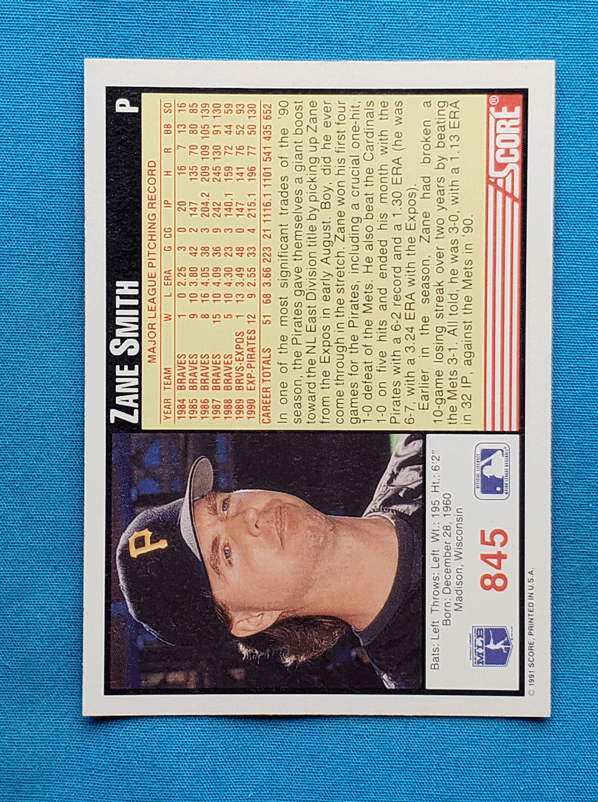 ZANE SMITH P
MAJOR LEAGUE PITCHING RECORD
YEAR TEAM W L ERA G CG IP H R BB SO
1984 BRAVES 1 0 2.25 3 0 20 16 7 13 16
1985 BRAVES 9 10 3.80 42 2 147 135 70 80 85
1986 BRAVES 8 16 4.05 38 3 204.2 209 109 105 139
1987 BRAVES 15 10 4.09 36 9 242 245 130 91 130
1988 BRAVES 5 10 4.30 23 3 140.1 159 72 44 59
1989 BRVS-EXPOS 1 13 3.49 48 0 147 141 76 52 93
1990 EXP-PIRATES 12 9 2.55 33 4 215.1 196 77 50 130
CAREER TOTALS 51 68 3.66 223 21 1116.1 1101 541 435 652
In one of the most significant trades of the '90
season, the Pirates gave themselves a giant boost
toward the NL East Division title by picking up Zane
from the Expos in early August. Boy, did he ever
come through in the stretch. Zane won his first four
games for the Pirates, including a crucial one-hit,
1-0 defeat of the Mets. He also beat the Cardinals
1-0 on five hits and ended his month with the
Pirates with a 6-2 record and a 1.30 ERA (he was
6-7, with a 3.24 ERA with the Expos).
Earlier in the season, Zane had broken a
10-game losing streak over two years by beating
the Mets 3-1. All told, he was 3-0, with a 1.13 ERA
in 32 IP, against the Mets in '90.
SCORE
P
Bats: Left Throws: Left Wt.: 195 Ht.: 6'2"
Born: December 28, 1960
Madison, Wisconsin
845
MLB
OFFICIAL LICENSEE
MAJOR LEAGUE BASEBALL
© 1991 SCORE, PRINTED IN U.S.A.